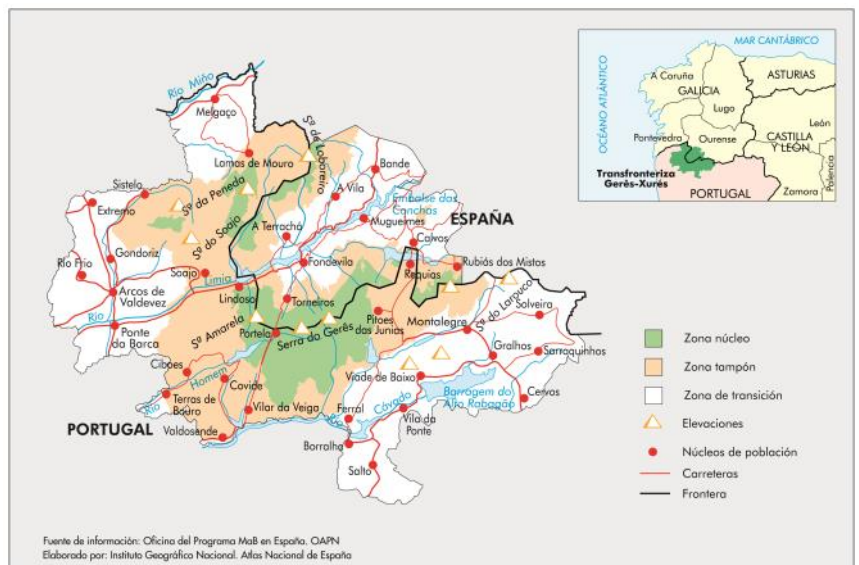 MAR CANTÁBRICO
OCÉANO ATLÁNTICO
A Coruña
GALICIA
Lugo
ASTURIAS
León
Pontevedra
Ourense
CASTILLA
Y LEÓN
Palencia
Transfronteriza
Gerês-Xurés
PORTUGAL
Zamora
Río Miño
Melgaço
Lamas de Mouro
Sª de Laboreiro
Bande
Sistelo
Sª da Peneda
A Vila
Embalse das
Conchas
Extremo
ESPAÑA
A Terrachá
Mugueimes
Sª do Soajo
Calvos
Gondoriz
Rubiás dos Mistos
Río Frío
Soajo
Fondevila
Requias
Limia
Arcos de
Valdevez
Lindoso
Torneiros
Sª do Larouco
Solveira
Rio
Sª Amarela
Pitoes
das Junias
Montalegre
Ponte
da Barca
Portela
Serra do Gerês
Gralhos
Sarraquinhos
Ciboes
Homem
Viade de Baixo
Covide
Barragem do
Alto Rabagão
Cervos
Rio
Terras de
Bouro
Vilar da Veiga
Ferral
Cávado
Vila da
Ponte
PORTUGAL
Valdosende
Rio
Borralha
Salto
Zona núcleo
Zona tampón
Zona de transición
Elevaciones
Núcleos de población
Carreteras
Frontera
Fuente de información: Oficina del Programa MaB en España. OAPN
Elaborado por: Instituto Geográfico Nacional. Atlas Nacional de España